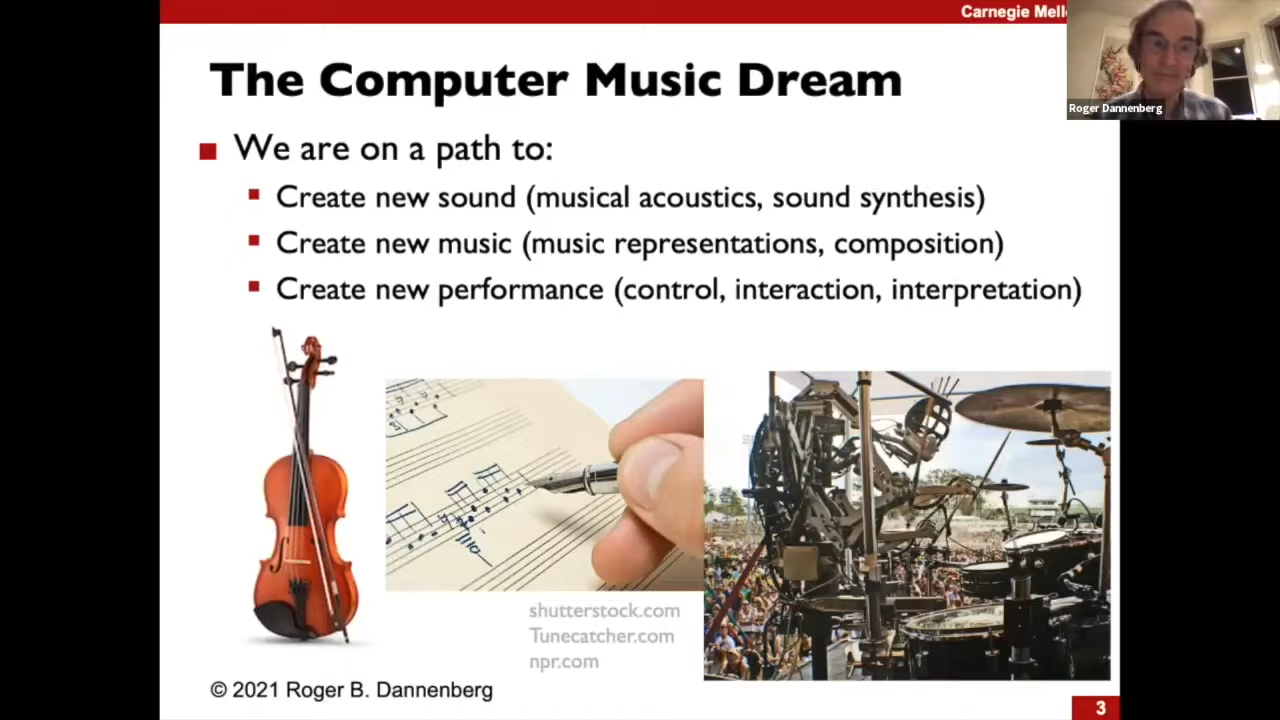 Carnegie Mell
Roger Dannenberg
The Computer Music Dream
We are on a path to:
Create new sound (musical acoustics, sound synthesis)
Create new music (music representations, composition)
Create new performance (control, interaction, interpretation)
shutterstock.com
Tunecatcher.com
npr.com
© 2021 Roger B. Dannenberg
3